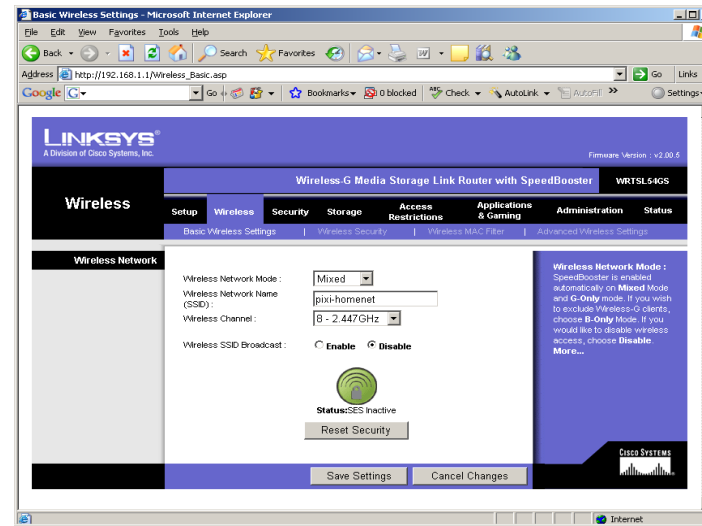 Basic Wireless Settings - Microsoft Internet Explorer
File Edit View Favorites Tools Help
Back Search Favorites
Address http://192.168.1.1/Wireless_Basic.asp Go Links
Google G Go Bookmarks 0 blocked ABC Check AutoLink AutoFill Settings
LINKSYS®
A Division of Cisco Systems, Inc.
Firmware Version : v2.00.5
Wireless-G Media Storage Link Router with SpeedBooster WRTSL54GS
Wireless
Setup Wireless Security Storage Access Restrictions Applications & Gaming Administration Status
Basic Wireless Settings | Wireless Security | Wireless MAC Filter | Advanced Wireless Settings
Wireless Network
Wireless Network Mode : Mixed
Wireless Network Name
(SSID) : pixi-homenet
Wireless Channel : 8 - 2.447GHz
Wireless SSID Broadcast : Enable Disable
Status:SES Inactive
Reset Security
Wireless Network Mode :
SpeedBooster is enabled
automatically on Mixed Mode
and G-Only mode. If you wish
to exclude Wireless-G clients,
choose B-Only Mode. If you
would like to disable wireless
access, choose Disable.
More...
CISCO SYSTEMS
Save Settings Cancel Changes
Internet